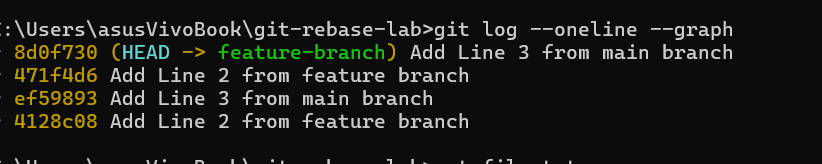 :\Users\asusVivoBook\git-rebase-lab>git log --oneline --graph
8d0f730 (HEAD -> feature-branch) Add Line 3 from main branch
471f4d6 Add Line 2 from feature branch
ef59893 Add Line 3 from main branch
4128c08 Add Line 2 from feature branch